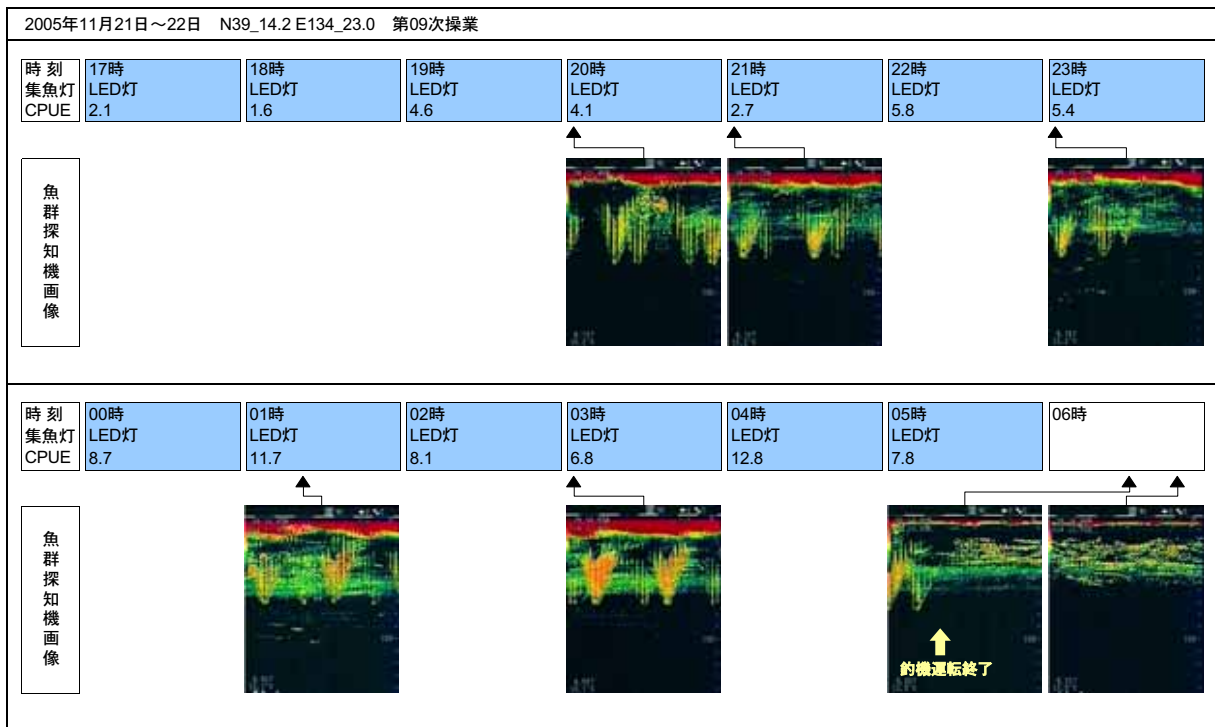 2005年11月21日～22日 N39_14.2 E134_23.0 第09次操業
時 刻 17時 18時 19時 20時 21時 22時 23時
集魚灯 LED灯 LED灯 LED灯 LED灯 LED灯 LED灯 LED灯
CPUE 2.1 1.6 4.6 4.1 2.7 5.8 5.4
魚群探知機画像
時 刻 00時 01時 02時 03時 04時 05時 06時
集魚灯 LED灯 LED灯 LED灯 LED灯 LED灯 LED灯
CPUE 8.7 11.7 8.1 6.8 12.8 7.8
魚群探知機画像
釣機運転終了